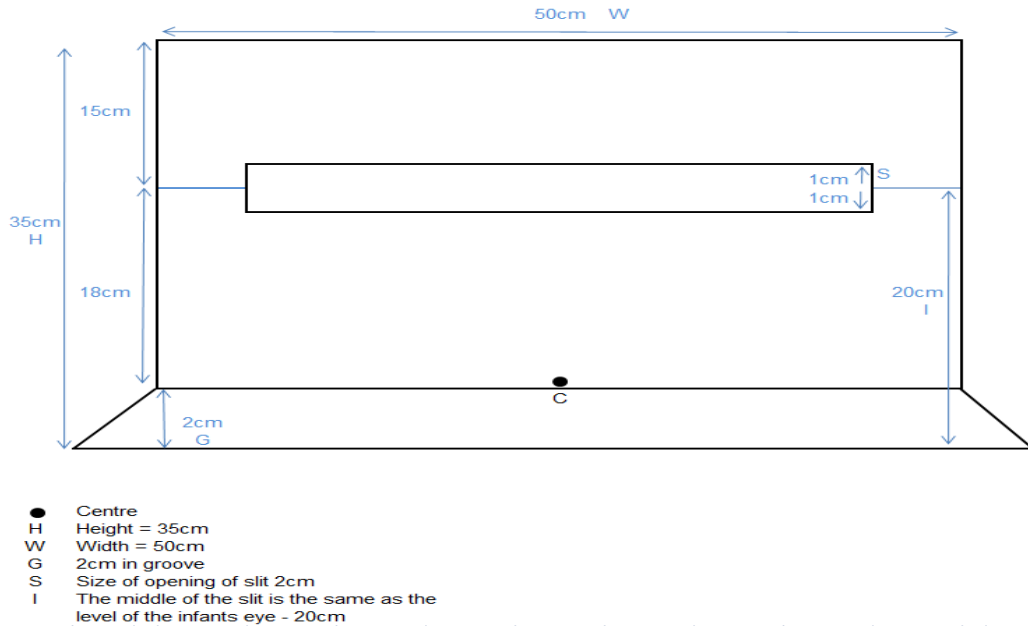 50cm W
15cm
1cm S
1cm
35cm
H
18cm
20cm
I
C
2cm
G
● Centre
H Height = 35cm
W Width = 50cm
G 2cm in groove
S Size of opening of slit 2cm
I The middle of the slit is the same as the
level of the infants eye - 20cm